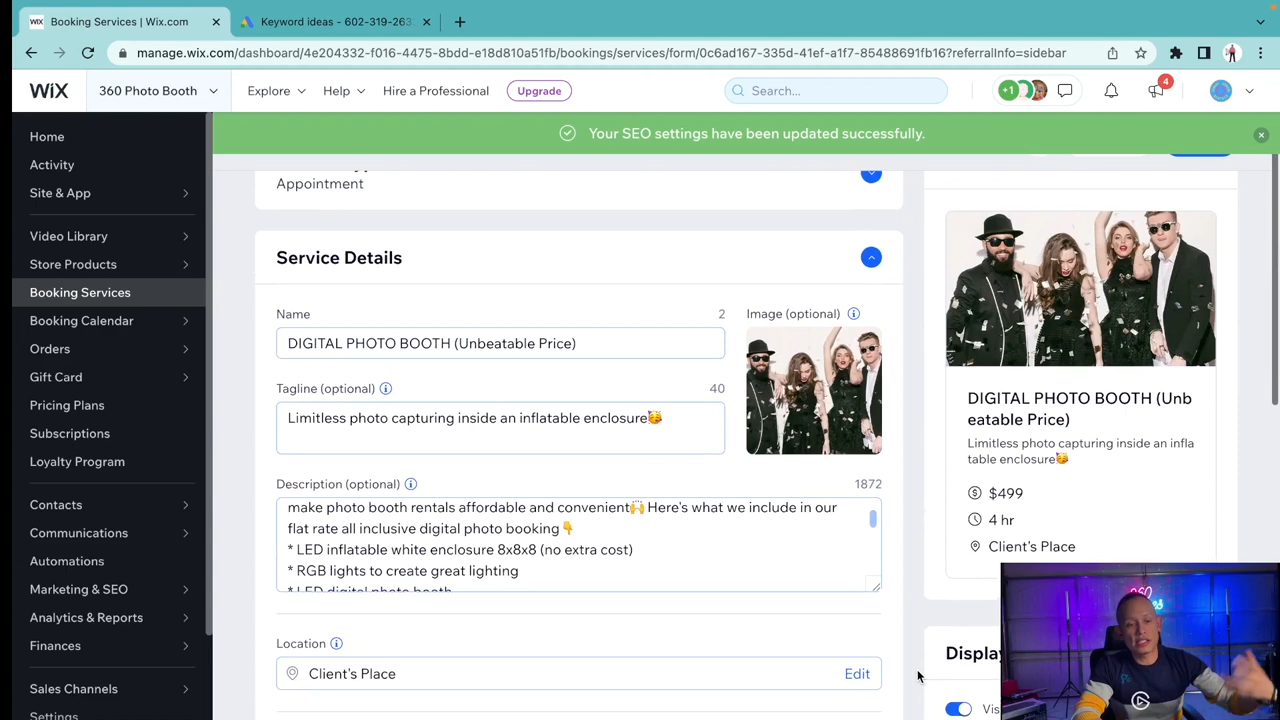 WIX Booking Services | Wix.com
Keyword ideas - 602-319-263
manage.wix.com/dashboard/4e204332-f016-4475-8bdd-e18d810a51fb/bookings/services/form/0c6ad167-335d-41ef-a1f7-85488691fb16?referralInfo=sidebar
WIX
360 Photo Booth
Explore
Help
Hire a Professional
Upgrade
Search...
+1
4
Your SEO settings have been updated successfully.
Home
Activity
Site & App
Video Library
Store Products
Booking Services
Booking Calendar
Orders
Gift Card
Pricing Plans
Subscriptions
Loyalty Program
Contacts
Communications
Automations
Marketing & SEO
Analytics & Reports
Finances
Sales Channels
Settings
Appointment
Service Details
Name
2
DIGITAL PHOTO BOOTH (Unbeatable Price)
Tagline (optional)
40
Limitless photo capturing inside an inflatable enclosure🥳
Image (optional)
Description (optional)
1872
make photo booth rentals affordable and convenient🙌 Here's what we include in our
flat rate all inclusive digital photo booking👇
* LED inflatable white enclosure 8x8x8 (no extra cost)
* RGB lights to create great lighting
* LED digital photo booth
Location
Client's Place
Edit
DIGITAL PHOTO BOOTH (Unb
eatable Price)
Limitless photo capturing inside an infla
table enclosure🥳
$499
4 hr
Client's Place
Display
Vis
360